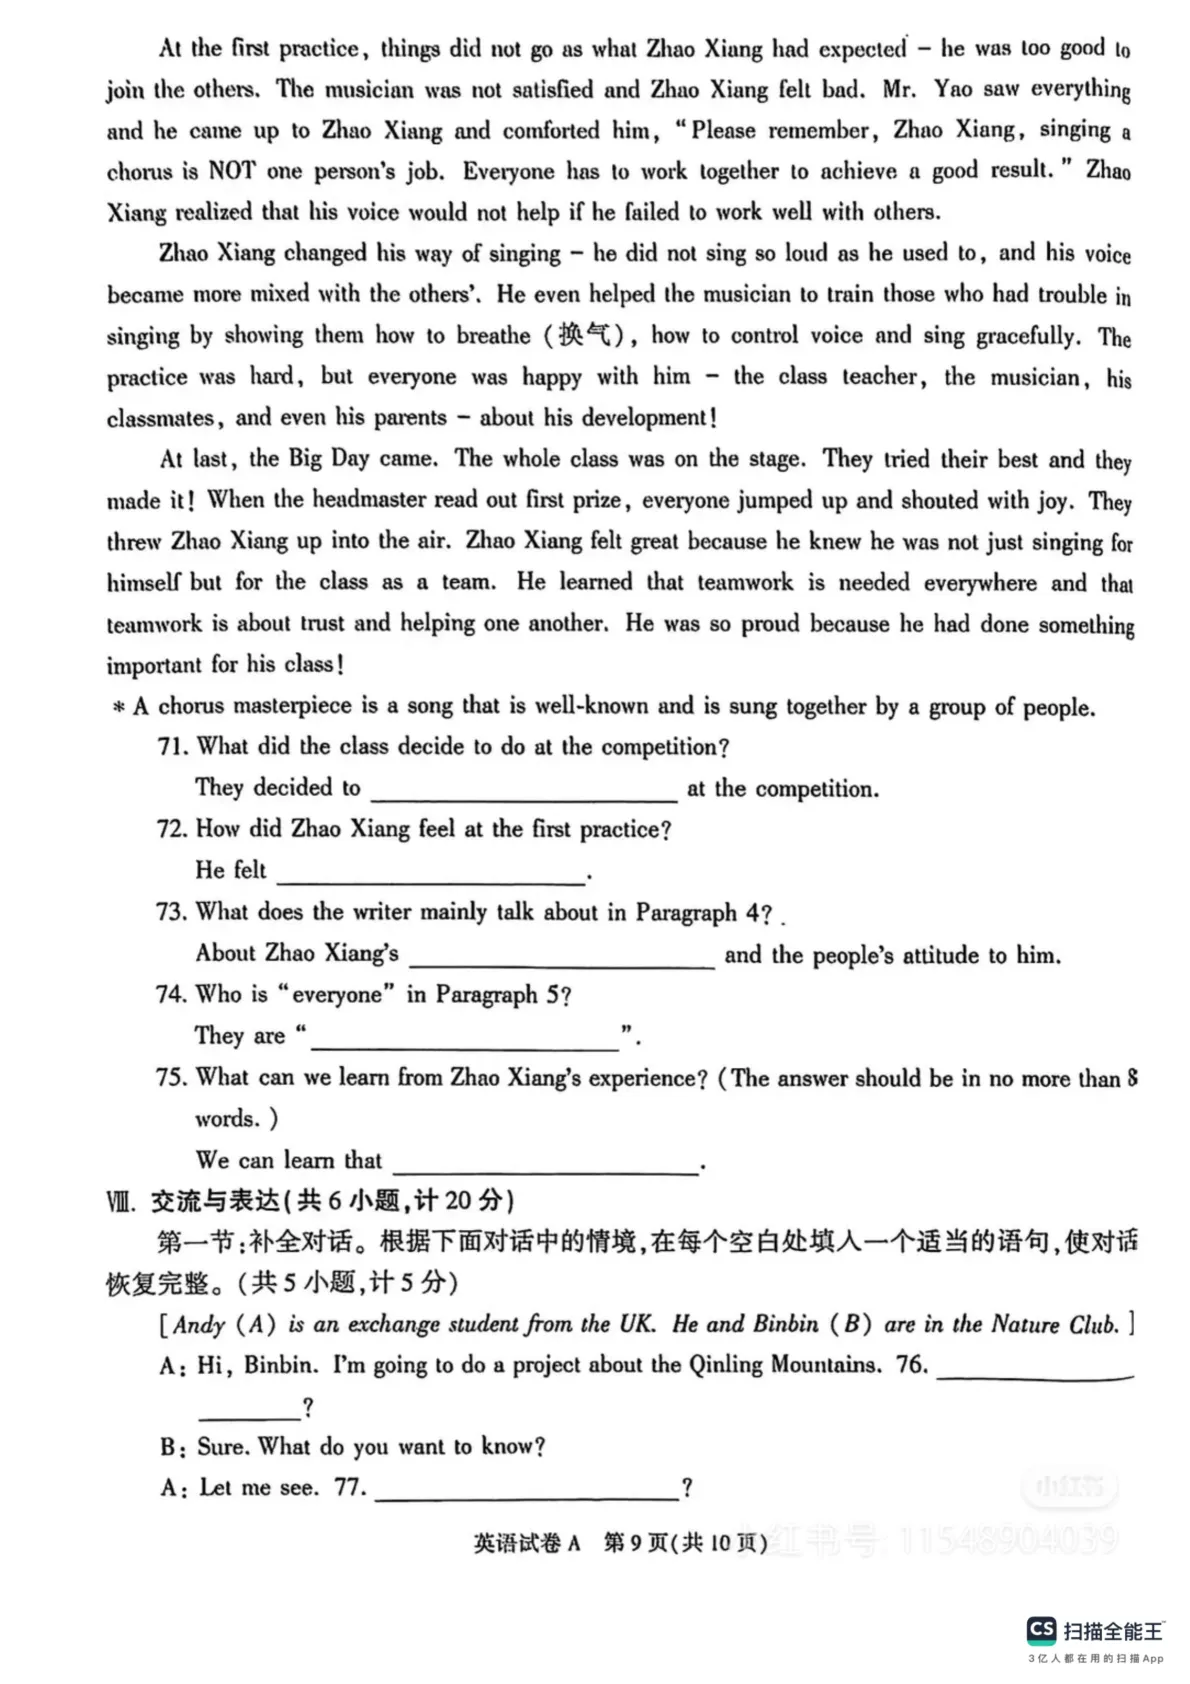 At the first practice, things did not go as what Zhao Xiang had expected – he was too good to
join the others. The musician was not satisfied and Zhao Xiang felt bad. Mr. Yao saw everything
and he came up to Zhao Xiang and comforted him, “Please remember, Zhao Xiang, singing a
chorus is NOT one person’s job. Everyone has to work together to achieve a good result.” Zhao
Xiang realized that his voice would not help if he failed to work well with others.
Zhao Xiang changed his way of singing – he did not sing so loud as he used to, and his voice
became more mixed with the others’. He even helped the musician to train those who had trouble in
singing by showing them how to breathe (换气), how to control voice and sing gracefully. The
practice was hard, but everyone was happy with him – the class teacher, the musician, his
classmates, and even his parents – about his development!
At last, the Big Day came. The whole class was on the stage. They tried their best and they
made it! When the headmaster read out first prize, everyone jumped up and shouted with joy. They
threw Zhao Xiang up into the air. Zhao Xiang felt great because he knew he was not just singing for
himself but for the class as a team. He learned that teamwork is needed everywhere and that
teamwork is about trust and helping one another. He was so proud because he had done something
important for his class!
* A chorus masterpiece is a song that is well-known and is sung together by a group of people.
71. What did the class decide to do at the competition?
They decided to ____________________ at the competition.
72. How did Zhao Xiang feel at the first practice?
He felt ____________________.
73. What does the writer mainly talk about in Paragraph 4?
About Zhao Xiang’s ____________________ and the people’s attitude to him.
74. Who is “everyone” in Paragraph 5?
They are “____________________”.
75. What can we learn from Zhao Xiang’s experience? (The answer should be in no more than 8
words.)
We can learn that ____________________.
Ⅷ. 交流与表达(共 6 小题,计 20 分)
第一节:补全对话。根据下面对话中的情境,在每个空白处填入一个适当的语句,使对话
恢复完整。(共 5 小题,计 5 分)
[Andy (A) is an exchange student from the UK. He and Binbin (B) are in the Nature Club.]
A: Hi, Binbin. I’m going to do a project about the Qinling Mountains. 76. ____________
_______?
B: Sure. What do you want to know?
A: Let me see. 77. ____________________?
小红书
英语试卷 A 第 9 页(共 10 页)
小红书号: 11548904039
CS 扫描全能王
3亿人都在用的扫描App